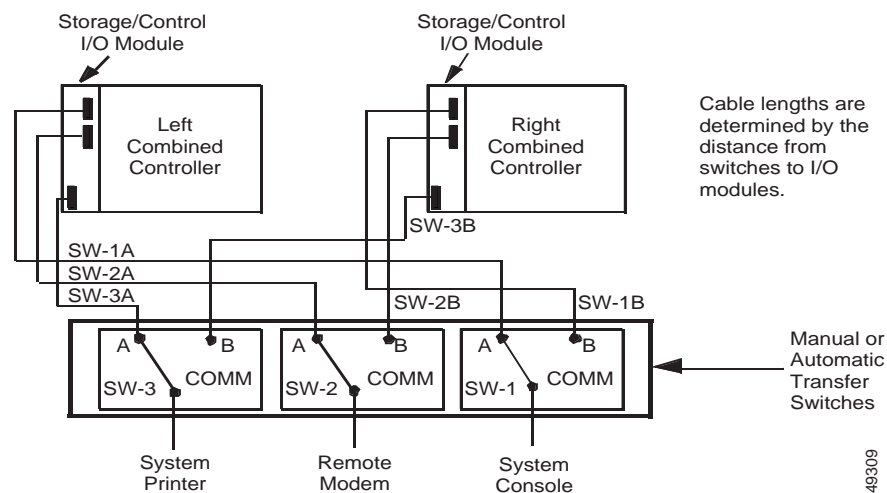 Storage/Control
I/O Module
Storage/Control
I/O Module
Left
Combined
Controller
Right
Combined
Controller
Cable lengths are
determined by the
distance from
switches to I/O
modules.
SW-3B
SW-1A
SW-2A
SW-3A
SW-2B
SW-1B
A
B
SW-3
COMM
A
B
SW-2
COMM
A
B
SW-1
COMM
Manual or
Automatic
Transfer
Switches
System
Printer
Remote
Modem
System
Console
49309